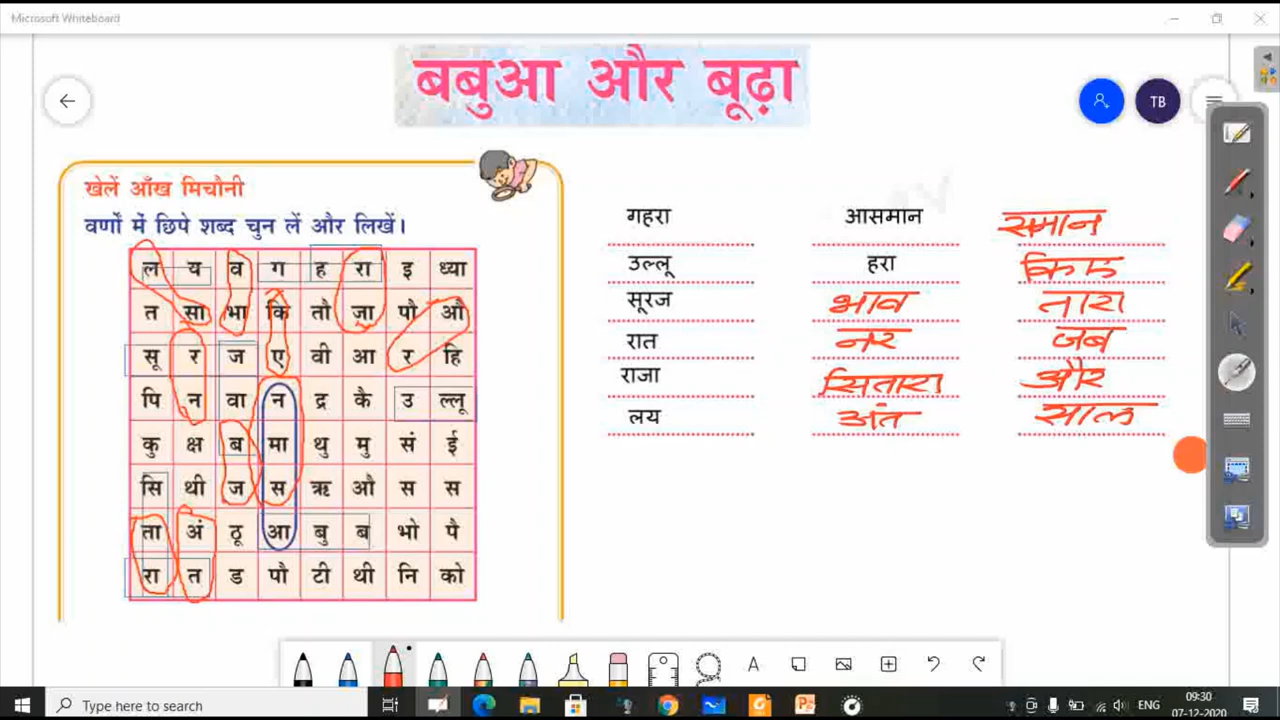 Microsoft Whiteboard
बबुआ और बूढ़ा
TB
खेलें आँख मिचौनी
वर्णों में छिपे शब्द चुन लें और लिखें।
ल य व ग ह रा इ ध्या
त सा भा कि तौ जा पौ औ
सू र ज ए वी आ र हि
पि न वा न द्र कै उ ल्लू
कु क्ष ब मा थु मु सं ई
सि थी ज स ऋ औ स स
ता अं ठू आ बु ब भो पै
रा त ड पौ टी थी नि को
गहरा आसमान समान
उल्लू हरा किए
सूरज भाव तारा
रात नर जब
राजा सितारा और
लय अंत साल
A
Type here to search
ENG
09:30
07-12-2020